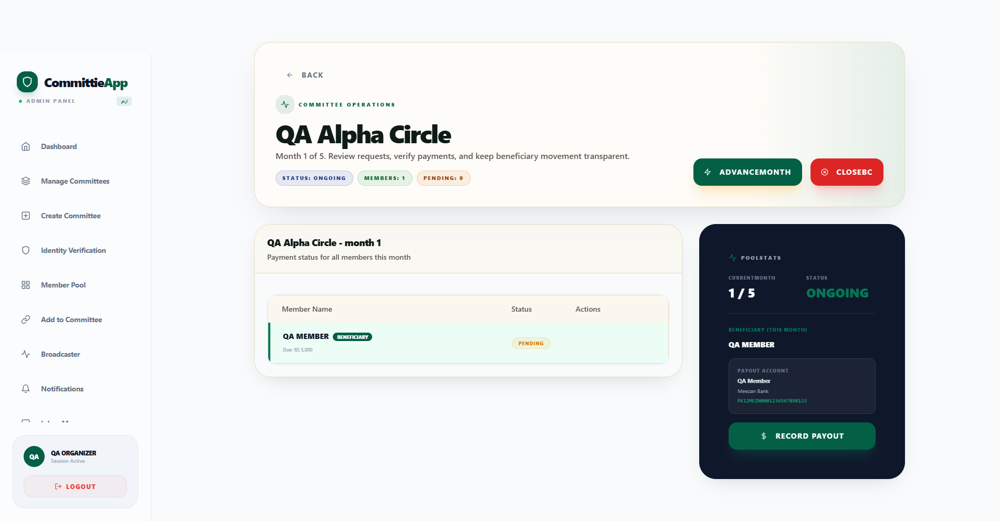 CommittieApp
ADMIN PANEL
اردو
Dashboard
Manage Committees
Create Committee
Identity Verification
Member Pool
Add to Committee
Broadcaster
Notifications
QA
QA ORGANIZER
Session Active
LOGOUT
BACK
COMMITTEE OPERATIONS
QA Alpha Circle
Month 1 of 5. Review requests, verify payments, and keep beneficiary movement transparent.
STATUS: ONGOING
MEMBERS: 1
PENDING: 0
ADVANCEMONTH
CLOSEBC
QA Alpha Circle - month 1
Payment status for all members this month
Member Name Status Actions
QA MEMBER BENEFICIARY
Due: RS 5,000
PENDING
POOLSTATS
CURRENTMONTH STATUS
1 / 5 ONGOING
BENEFICIARY (THIS MONTH)
QA MEMBER
PAYOUT ACCOUNT
QA Member
Meezan Bank
PK12MEZN0001234567890123
$ RECORD PAYOUT